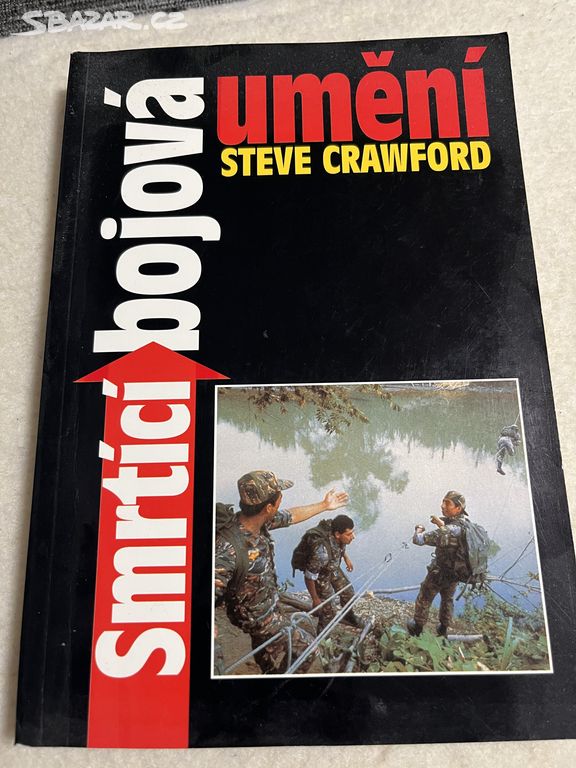 SBAZAR.CZ
Smrtící bojová
umění
STEVE CRAWFORD